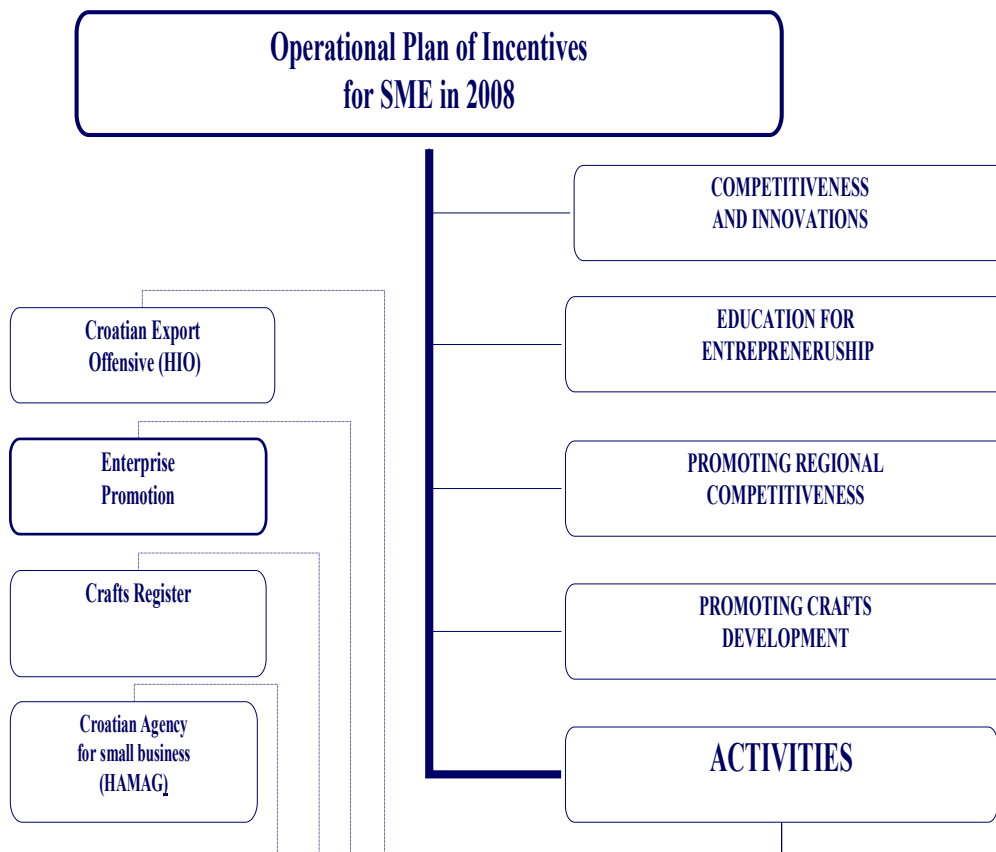 Operational Plan of Incentives
for SME in 2008
COMPETITIVENESS
AND INNOVATIONS
EDUCATION FOR
ENTREPRENERUSHIP
PROMOTING REGIONAL
COMPETITIVENESS
PROMOTING CRAFTS
DEVELOPMENT
ACTIVITIES
Croatian Export
Offensive (HIO)
Enterprise
Promotion
Crafts Register
Croatian Agency
for small business
(HAMAG)